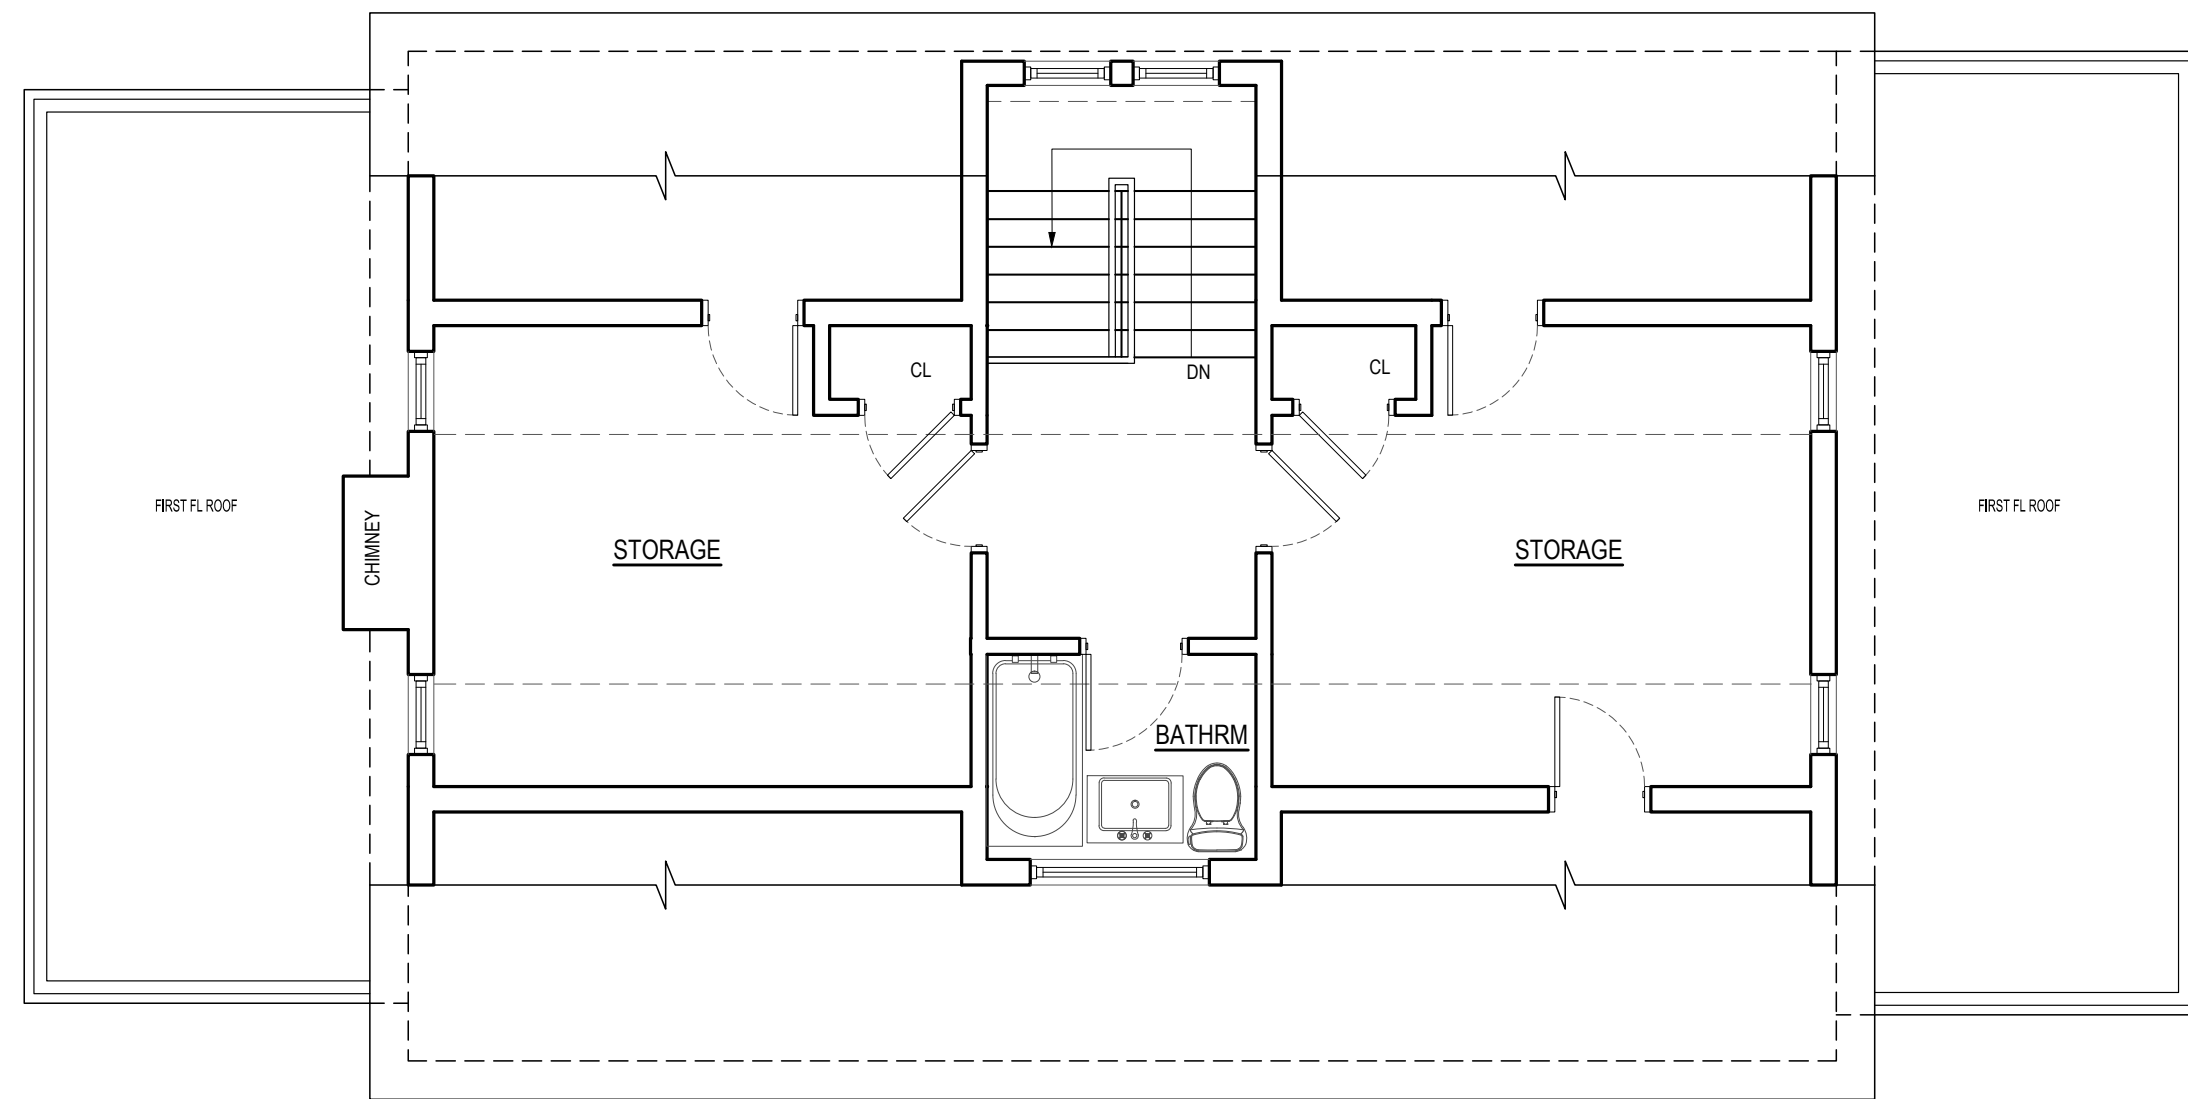 CL
CL
DN
FIRST FL ROOF
FIRST FL ROOF
CHIMNEY
STORAGE
STORAGE
BATHRM